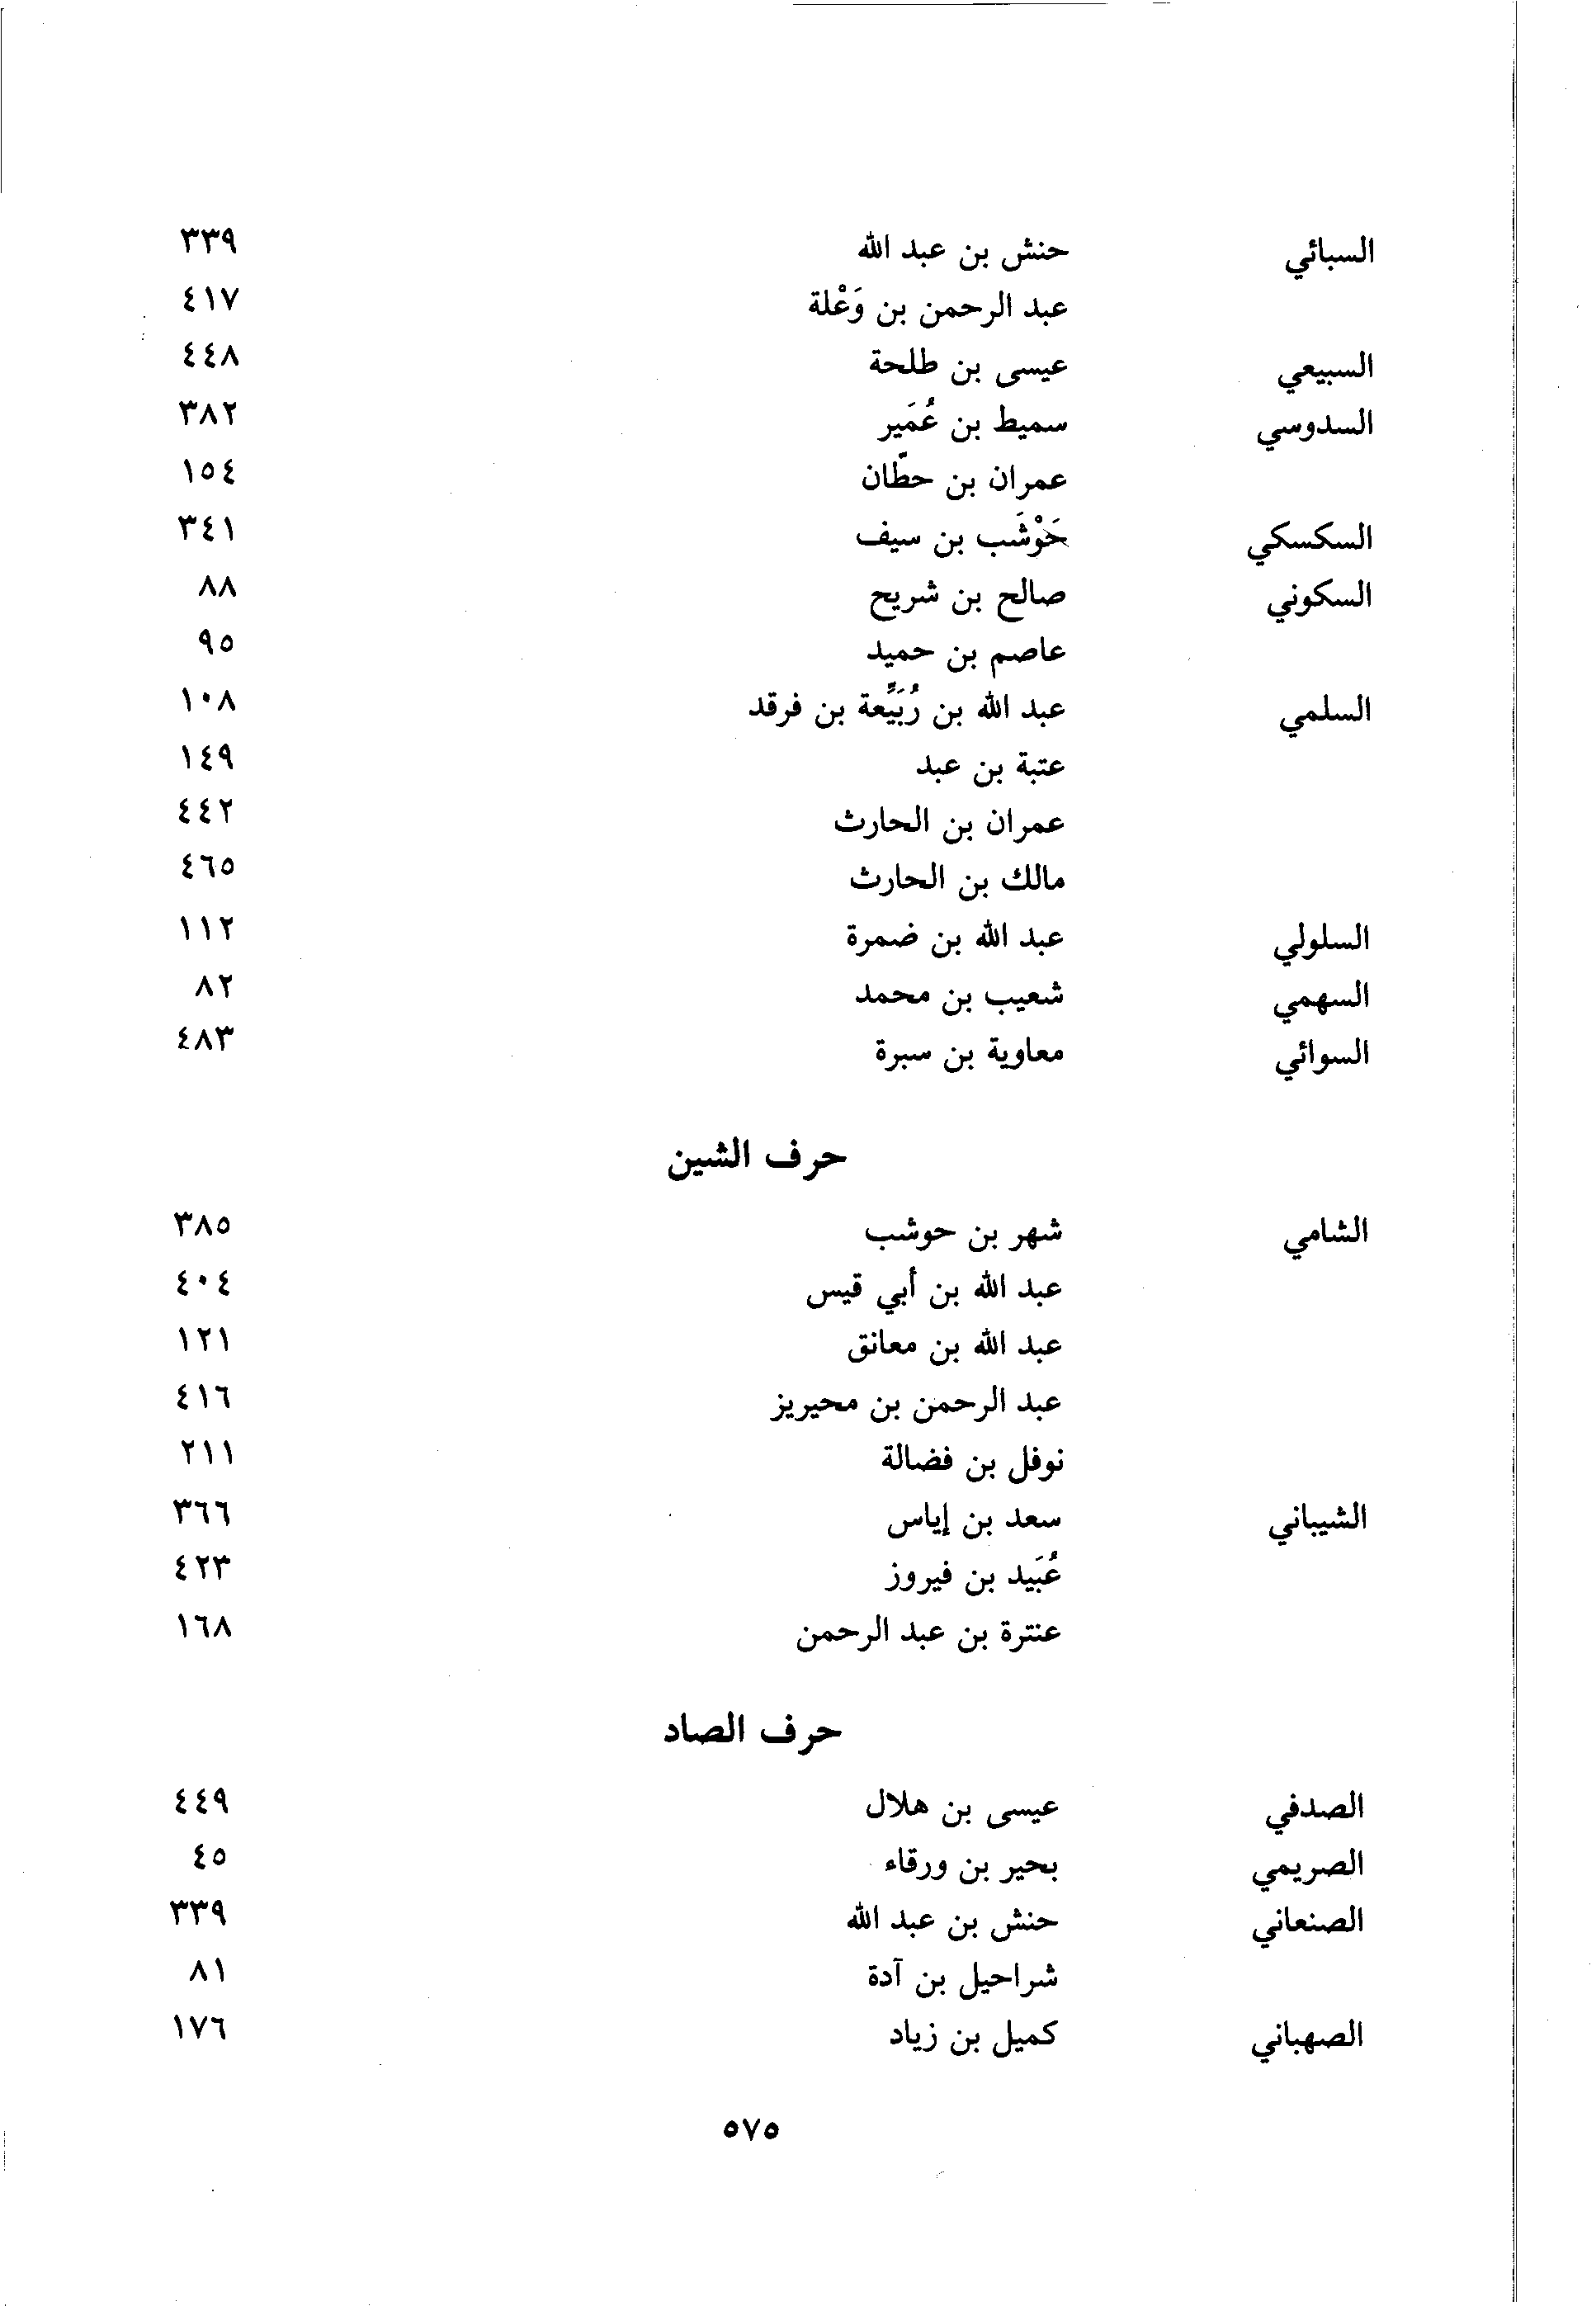 السبائي حنش بن عبد الله ٣٣٩
عبد الرحمن بن وَعْلة ٤١٧
السبيعي عيسى بن طلحة ٤٤٨
السدوسي سميط بن عُمَير ٣٨٢
عمران بن حطّان ١٥٤
السكسكي حَوْشَب بن سيف ٣٤١
السكوني صالح بن شريح ٨٨
عاصم بن حميد ٩٥
السلمي عبد الله بن رُبَيِّعة بن فرقد ١٠٨
عتبة بن عبد ١٤٩
عمران بن الحارث ٤٤٢
مالك بن الحارث ٤٦٥
السلولي عبد الله بن ضمرة ١١٢
السهمي شعيب بن محمد ٨٢
السوائي معاوية بن سبرة ٤٨٣
حرف الشين
الشامي شهر بن حوشب ٣٨٥
عبد الله بن أبي قيس ٤٠٤
عبد الله بن معانق ١٢١
عبد الرحمن بن محيريز ٤١٦
نوفل بن فضالة ٢١١
الشيباني سعد بن إياس ٣٦٦
عُبَيد بن فيروز ٤٢٣
عنترة بن عبد الرحمن ١٦٨
حرف الصاد
الصدفي عيسى بن هلال ٤٤٩
الصريمي بحير بن ورقاء ٤٥
الصنعاني حنش بن عبد الله ٣٣٩
شراحيل بن آدة ٨١
الصهباني كميل بن زياد ١٧٦
٥٧٥